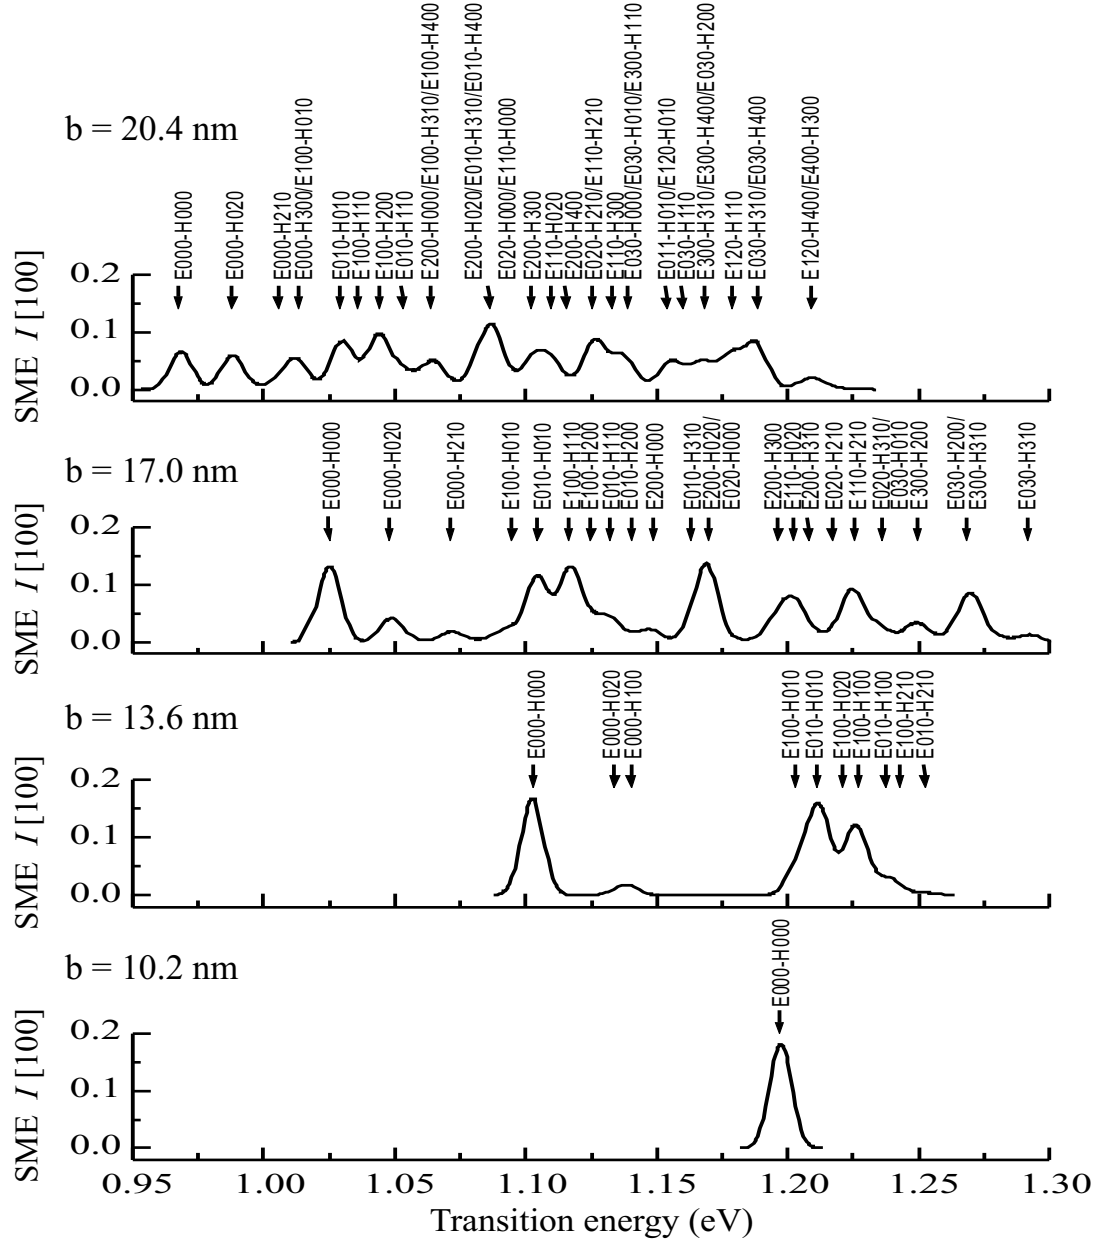 b = 20.4 nm
E000-H000
E000-H020
E000-H210
E000-H300/E100-H010
E010-H010
E100-H110
E100-H200
E010-H110
E200-H000/E100-H310/E100-H400
E200-H020/E010-H310/E010-H400
E020-H000/E110-H000
E200-H300
E110-H020
E200-H400
E020-H210/E110-H210
E110-H300
E030-H000/E030-H010/E300-H110
E011-H010/E120-H010
E030-H110
E300-H310/E300-H400/E030-H200
E120-H110
E030-H310/E030-H400
E120-H400/E400-H300
SME I [100]
0.2
0.1
0.0
b = 17.0 nm
E000-H000
E000-H020
E000-H210
E100-H010
E010-H010
E100-H110
E100-H200
E010-H110
E010-H200
E200-H000
E010-H310
E200-H020/
E020-H000
E200-H300
E110-H020
E200-H310
E020-H210
E110-H210
E020-H310/
E030-H010
E300-H200
E030-H200/
E300-H310
E030-H310
SME I [100]
0.2
0.1
0.0
b = 13.6 nm
E000-H000
E000-H020
E000-H100
E100-H010
E010-H010
E100-H020
E100-H100
E010-H100
E100-H210
E010-H210
SME I [100]
0.2
0.1
0.0
b = 10.2 nm
E000-H000
SME I [100]
0.2
0.1
0.0
0.95 1.00 1.05 1.10 1.15 1.20 1.25 1.30
Transition energy (eV)